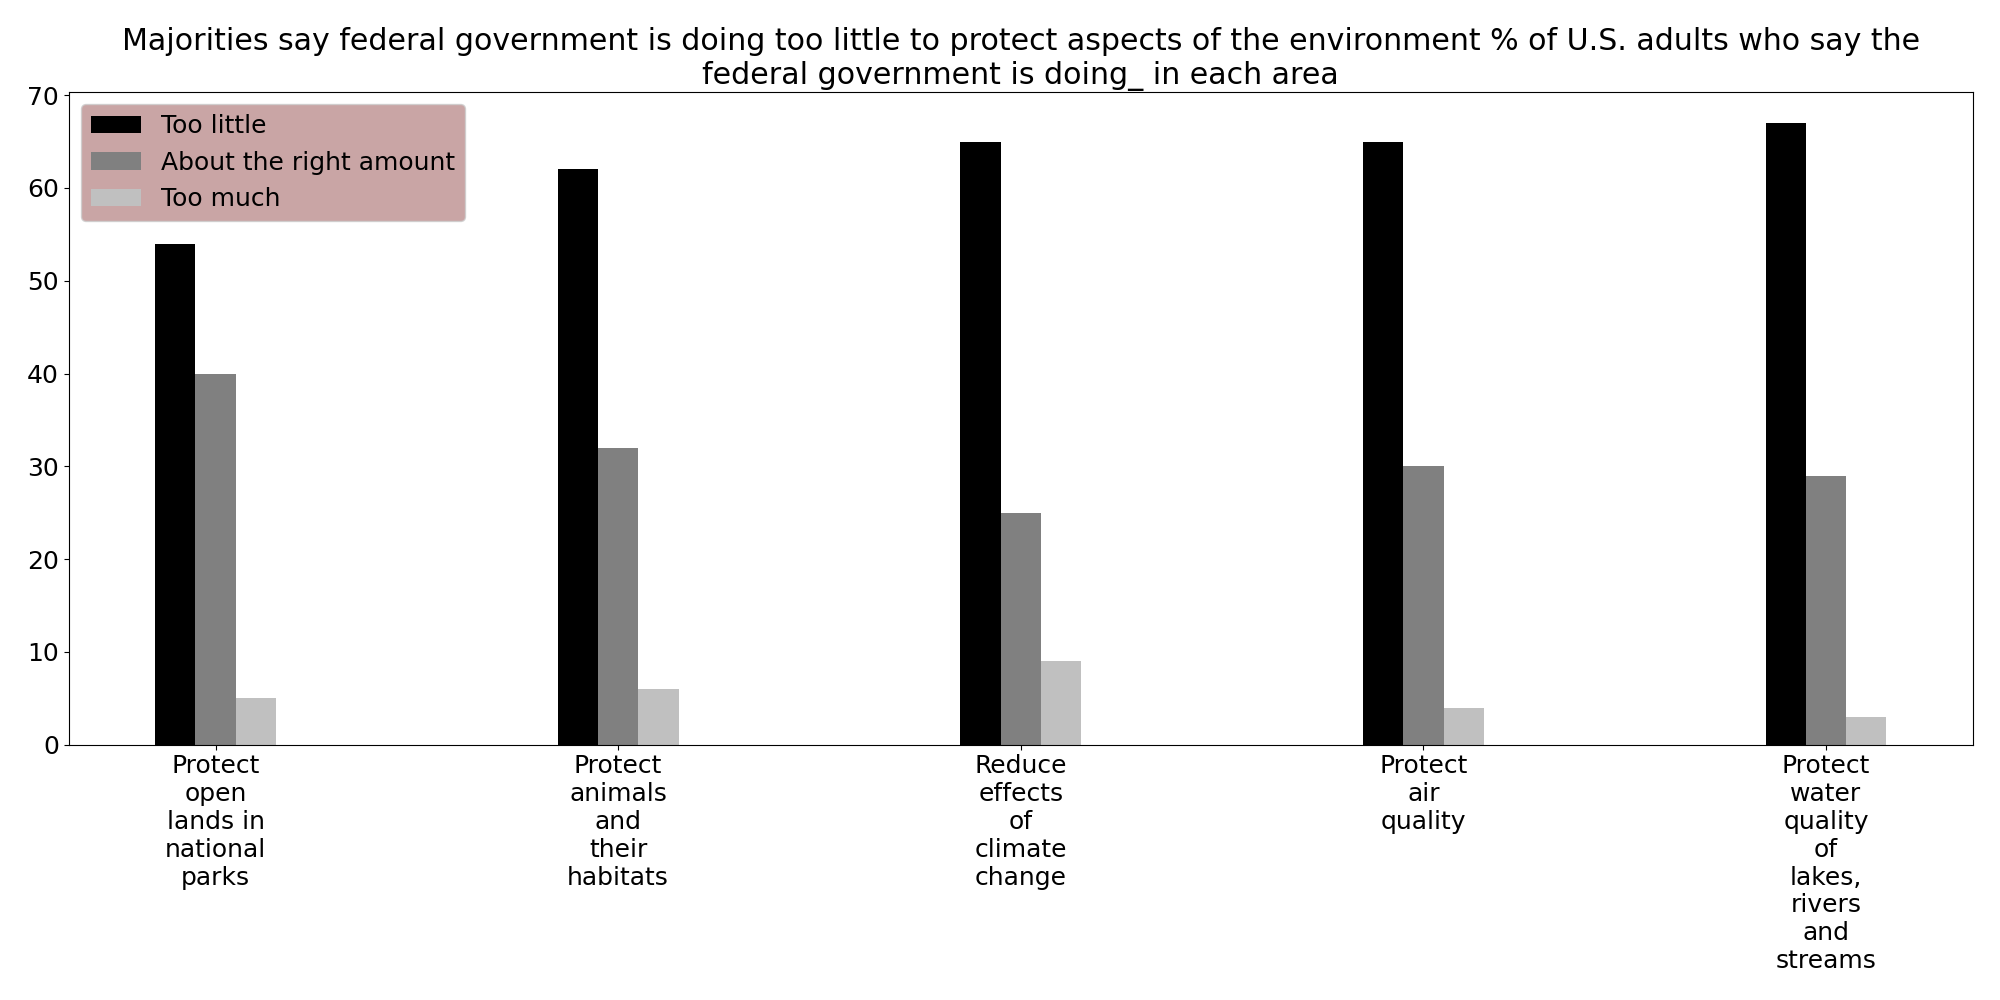 Majorities say federal government is doing too little to protect aspects of the environment % of U.S. adults who say the
federal government is doing_ in each area
70
60
50
40
30
20
10
0
Too little
About the right amount
Too much
Protect
open
lands in
national
parks
Protect
animals
and
their
habitats
Reduce
effects
of
climate
change
Protect
air
quality
Protect
water
quality
of
lakes,
rivers
and
streams